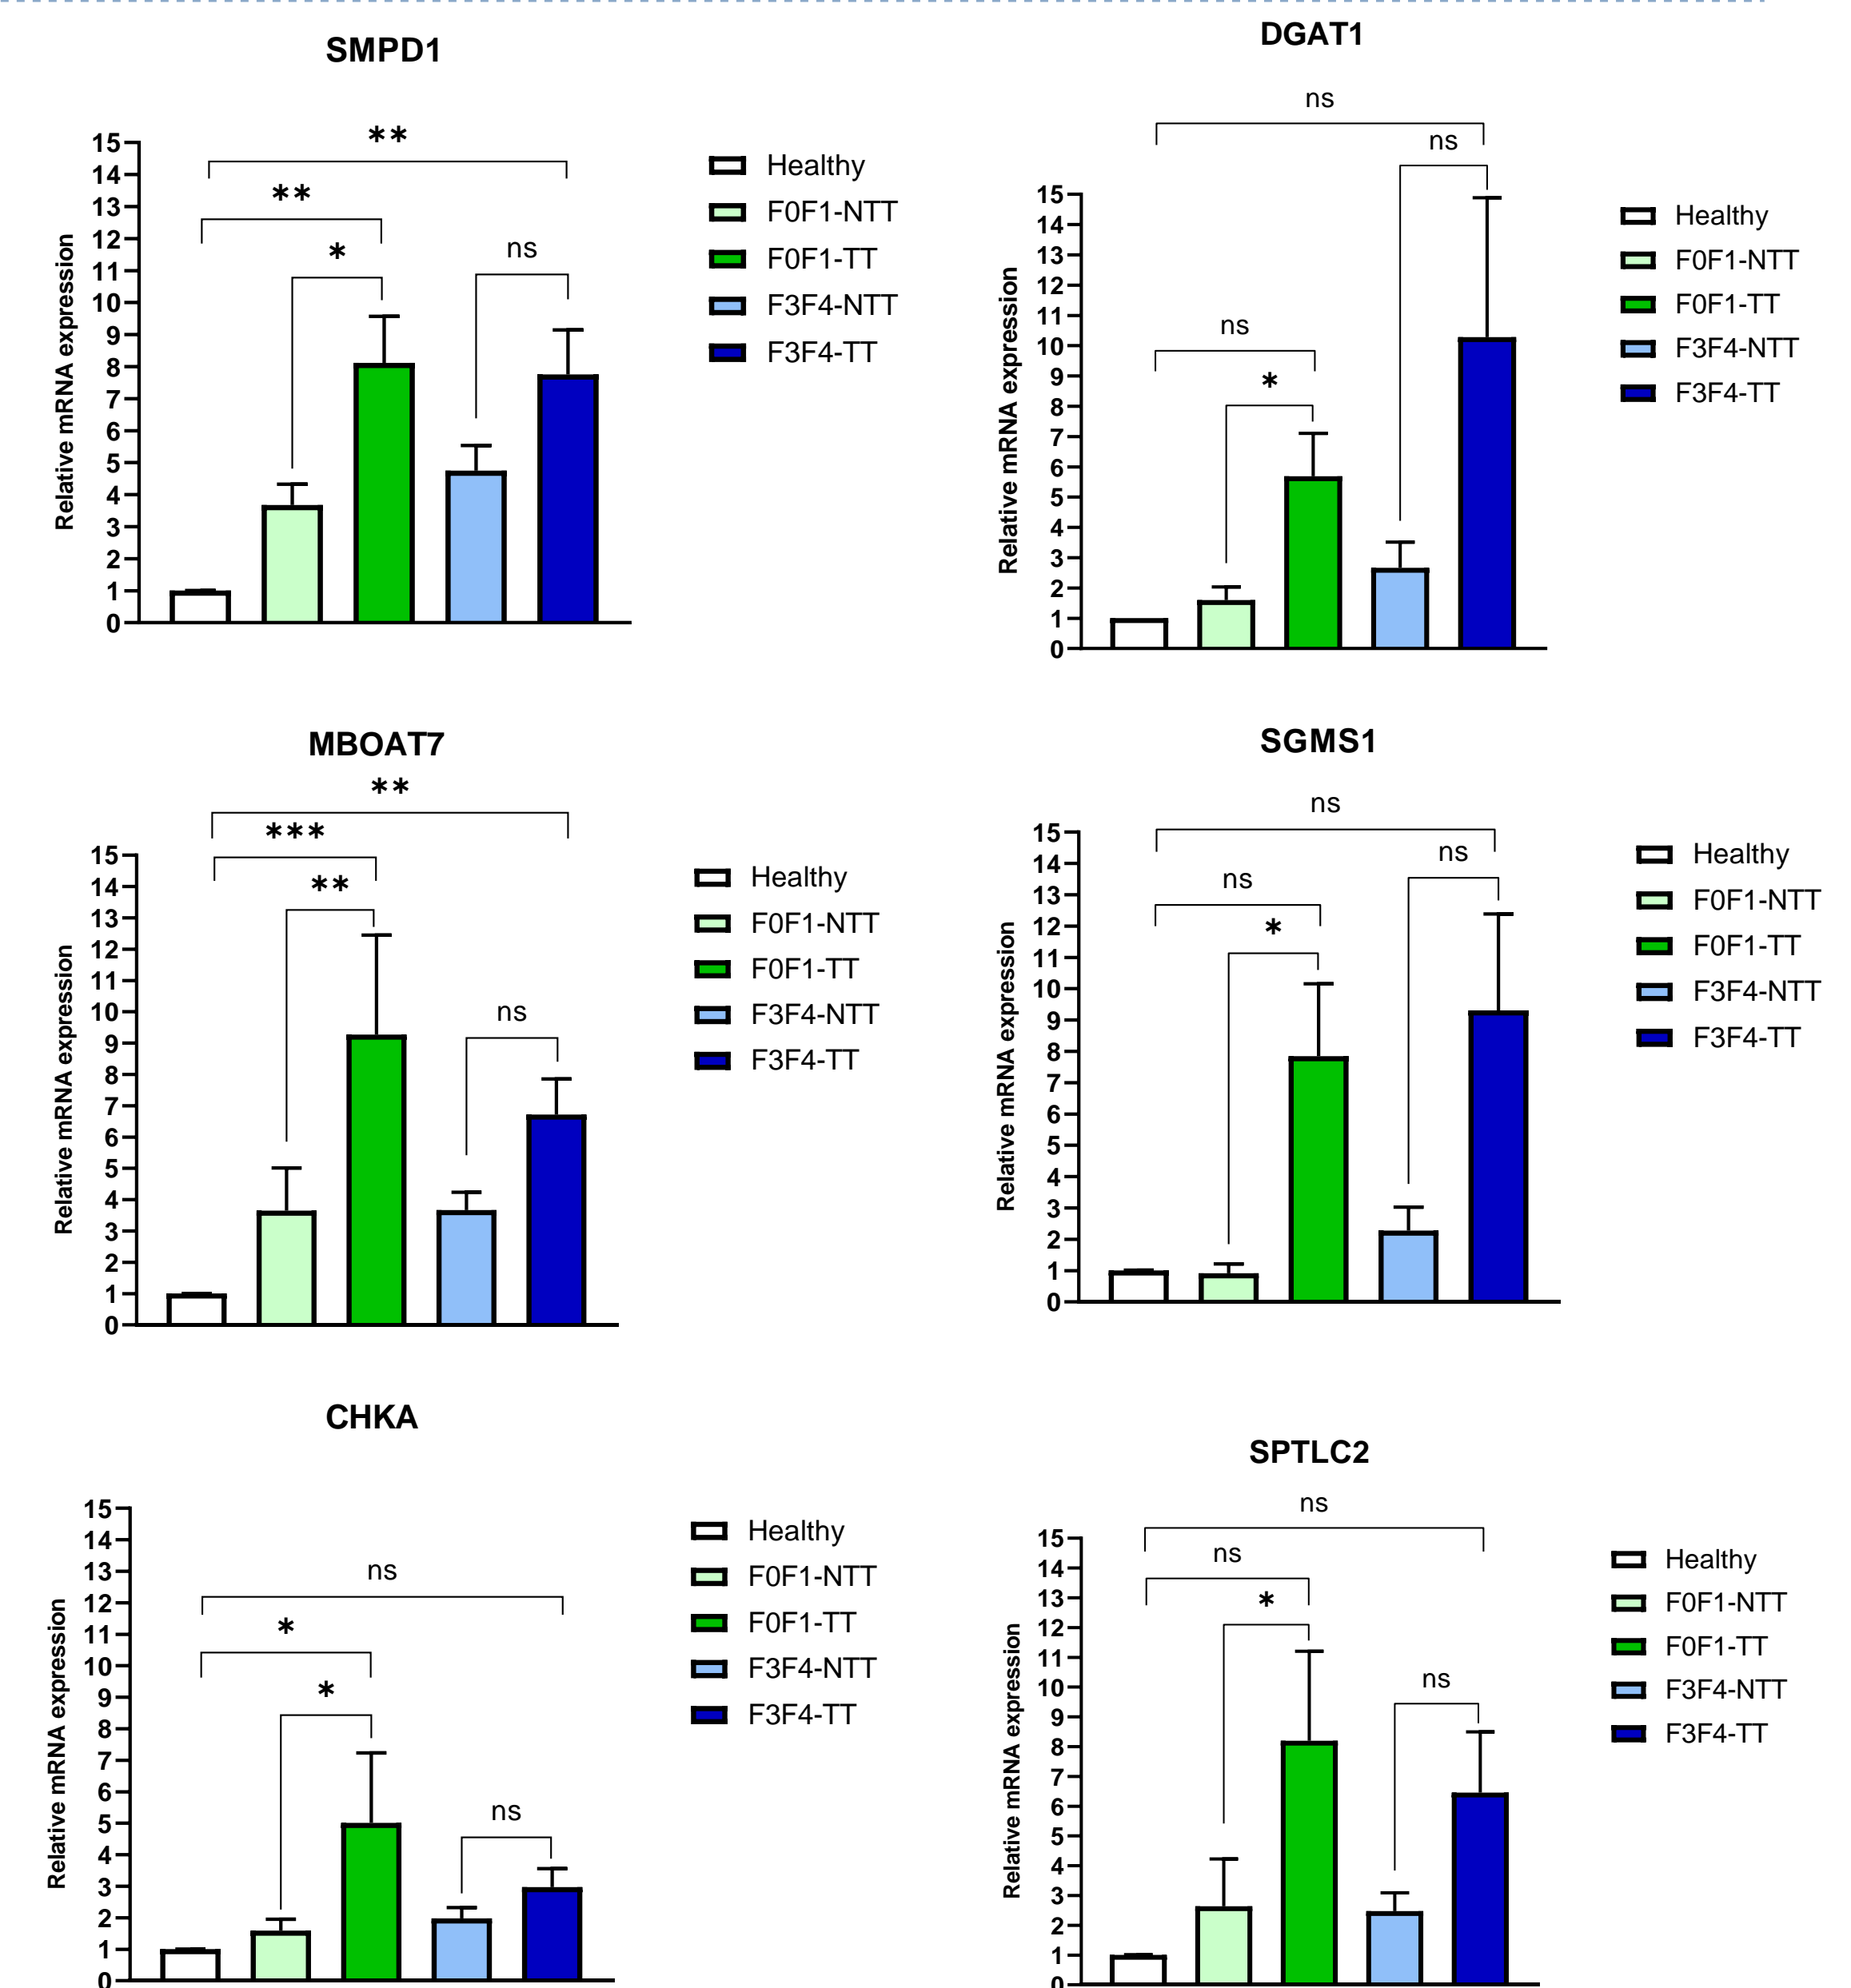 SMPD1
**
**
*
ns
15
14
13
12
11
10
9
8
7
6
5
4
3
2
1
0
Relative mRNA expression
Healthy
F0F1-NTT
F0F1-TT
F3F4-NTT
F3F4-TT
DGAT1
ns
ns
ns
*
15
14
13
12
11
10
9
8
7
6
5
4
3
2
1
0
Relative mRNA expression
Healthy
F0F1-NTT
F0F1-TT
F3F4-NTT
F3F4-TT
MBOAT7
**
***
**
ns
15
14
13
12
11
10
9
8
7
6
5
4
3
2
1
0
Relative mRNA expression
Healthy
F0F1-NTT
F0F1-TT
F3F4-NTT
F3F4-TT
SGMS1
ns
ns
ns
*
15
14
13
12
11
10
9
8
7
6
5
4
3
2
1
0
Relative mRNA expression
Healthy
F0F1-NTT
F0F1-TT
F3F4-NTT
F3F4-TT
CHKA
ns
*
*
ns
15
14
13
12
11
10
9
8
7
6
5
4
3
2
1
0
Relative mRNA expression
Healthy
F0F1-NTT
F0F1-TT
F3F4-NTT
F3F4-TT
SPTLC2
ns
ns
*
ns
15
14
13
12
11
10
9
8
7
6
5
4
3
2
1
0
Relative mRNA expression
Healthy
F0F1-NTT
F0F1-TT
F3F4-NTT
F3F4-TT